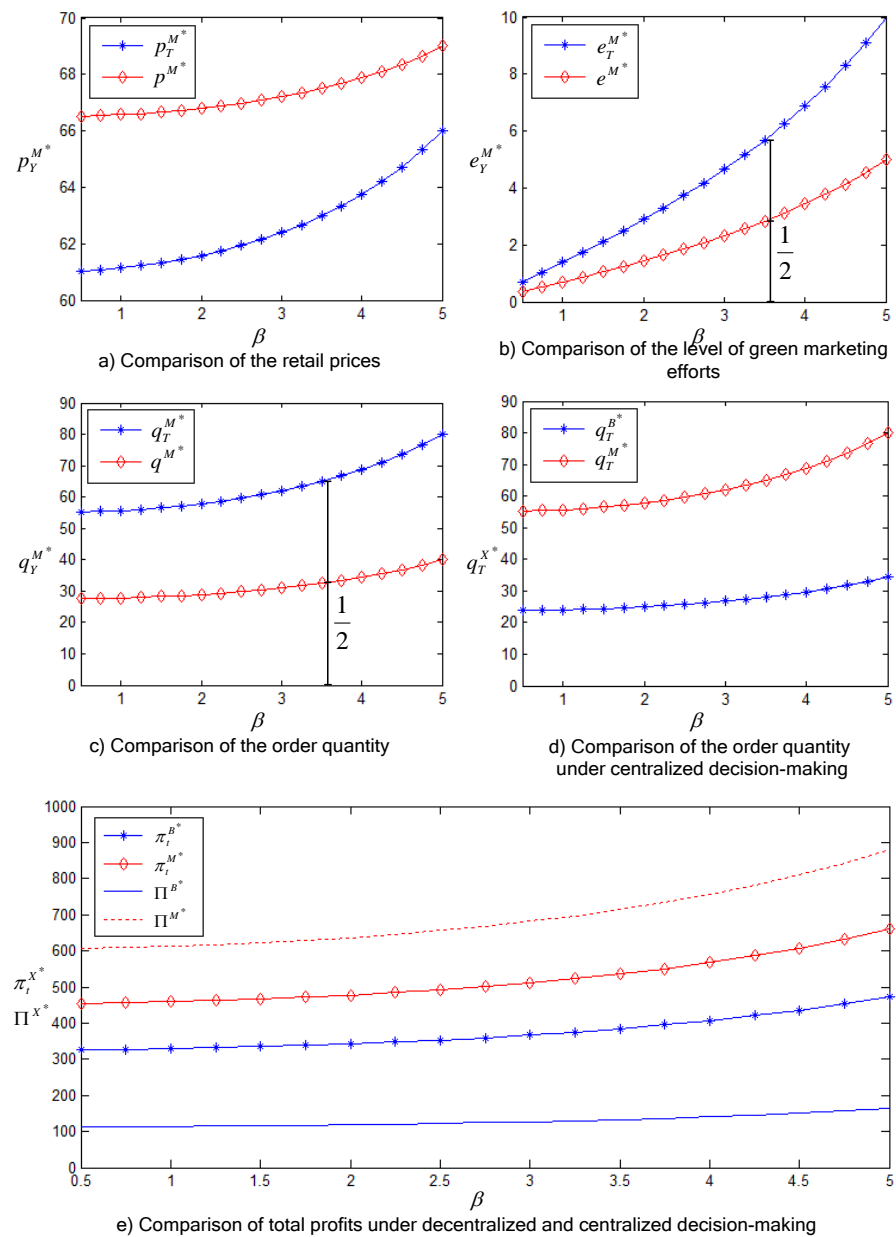 70
p_T^{M*}
p^{M*}
68
66
p_Y^{M*}
64
62
60
1 2 3 4 5
β
a) Comparison of the retail prices
10
e_T^{M*}
e^{M*}
8
6
e_Y^{M*}
4
2
1/2
0
1 2 3 4 5
β
b) Comparison of the level of green marketing
efforts
90
q_T^{M*}
q^{M*}
80
70
60
50
q_Y^{M*}
40
30
20
1/2
10
0
1 2 3 4 5
β
c) Comparison of the order quantity
90
q_T^{B*}
q_T^{M*}
80
70
60
50
q_T^{X*}
40
30
20
10
0
1 2 3 4 5
β
d) Comparison of the order quantity
under centralized decision-making
1000
π_t^{B*}
π_t^{M*}
Π^{B*}
Π^{M*}
900
800
700
600
500
π_t^{X*}
Π^{X*}
400
300
200
100
0
0.5 1 1.5 2 2.5 3 3.5 4 4.5 5
β
e) Comparison of total profits under decentralized and centralized decision-making